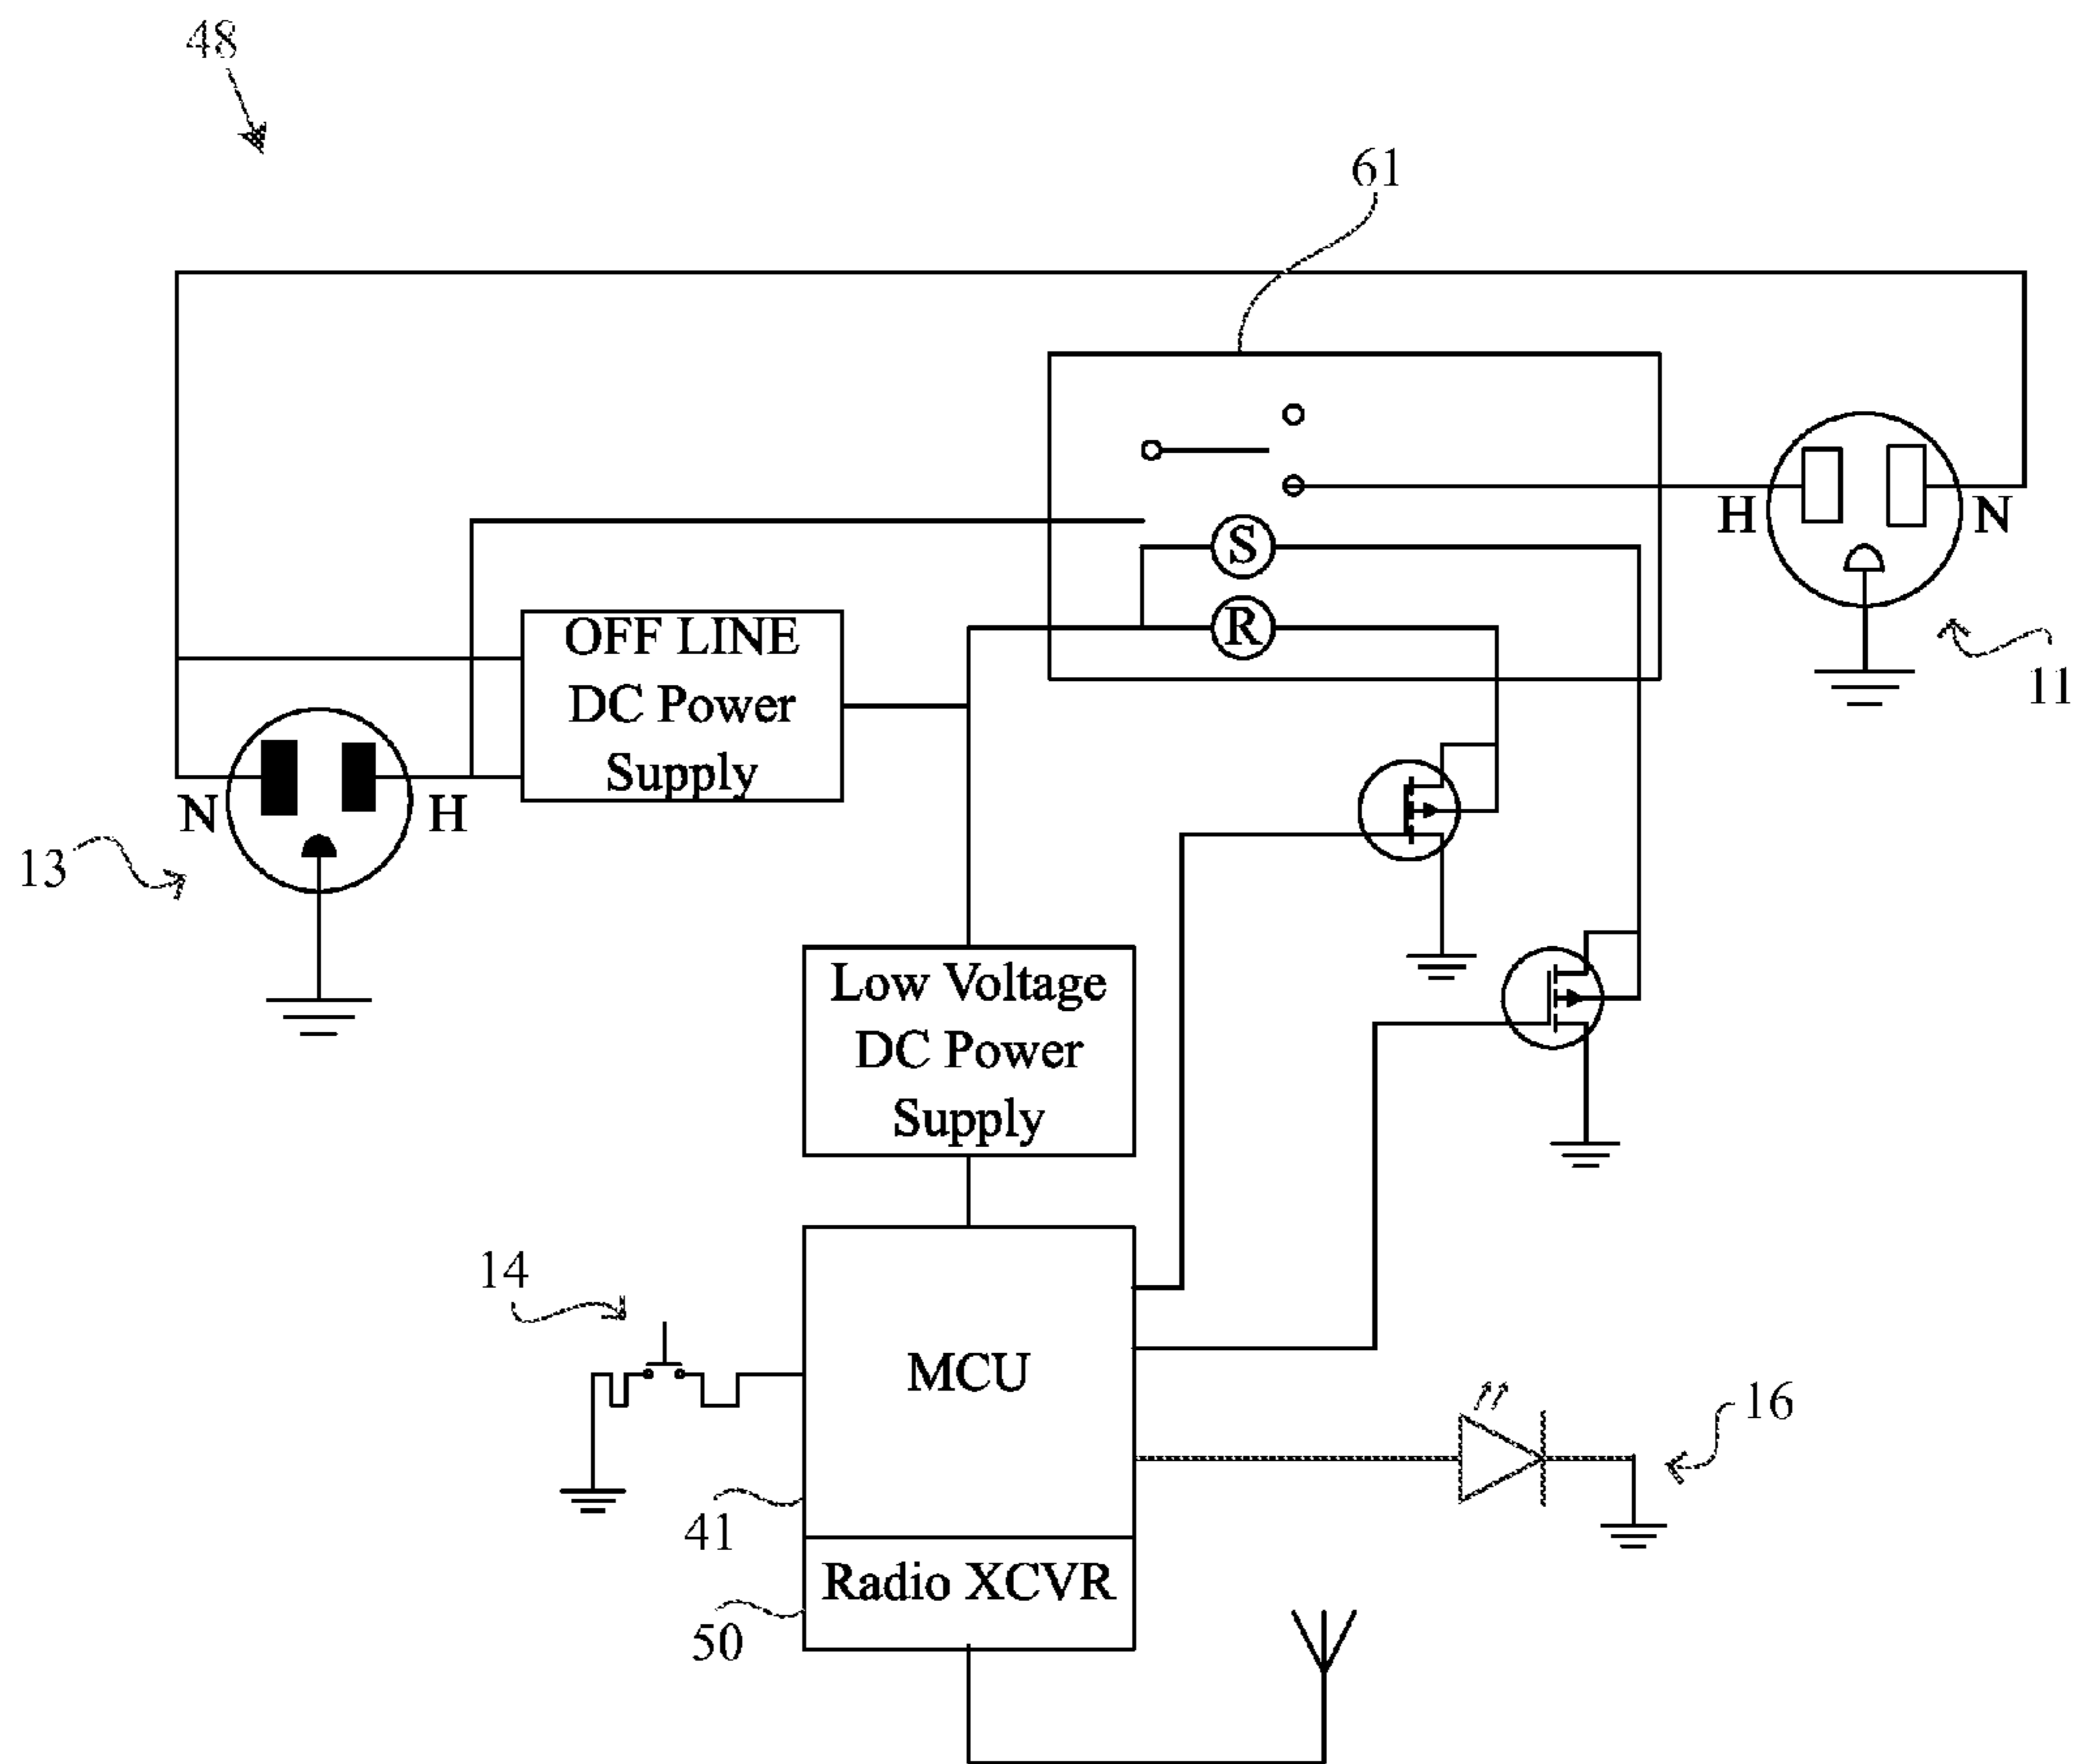 48
61
H
N
S
R
11
OFF LINE
DC Power
Supply
N
H
13
Low Voltage
DC Power
Supply
14
MCU
16
41
Radio XCVR
50